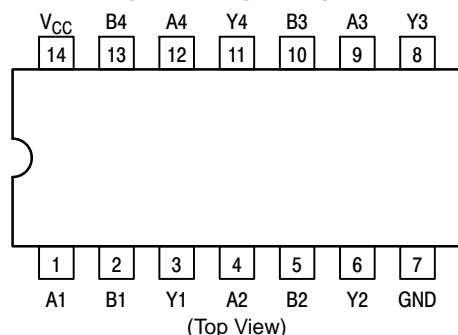 VCC B4 A4 Y4 B3 A3 Y3
14 13 12 11 10 9 8
1 2 3 4 5 6 7
A1 B1 Y1 A2 B2 Y2 GND
(Top View)